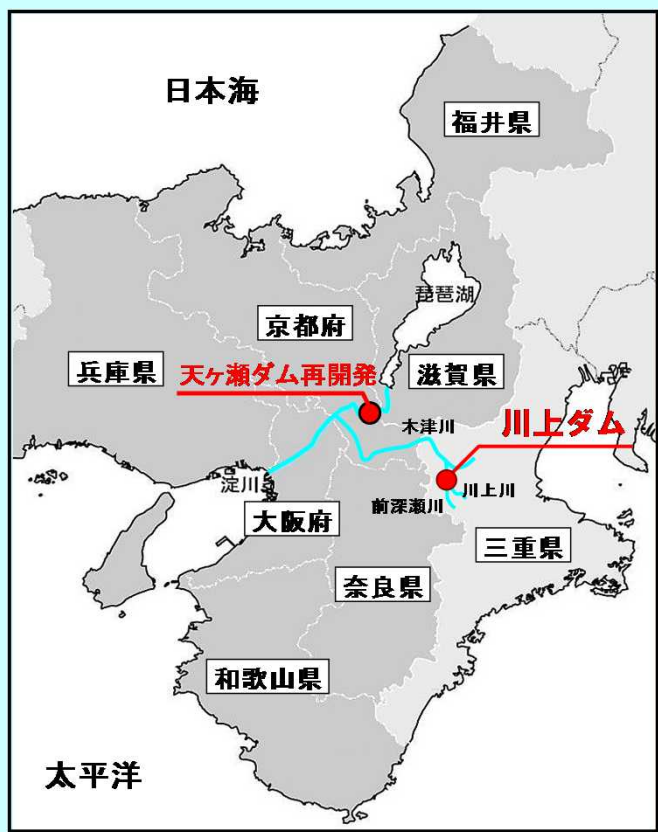 日本海
福井県
琵琶湖
京都府
兵庫県
天ヶ瀬ダム再開発
滋賀県
木津川
川上ダム
淀川
川上川
前深瀬川
大阪府
三重県
奈良県
和歌山県
太平洋